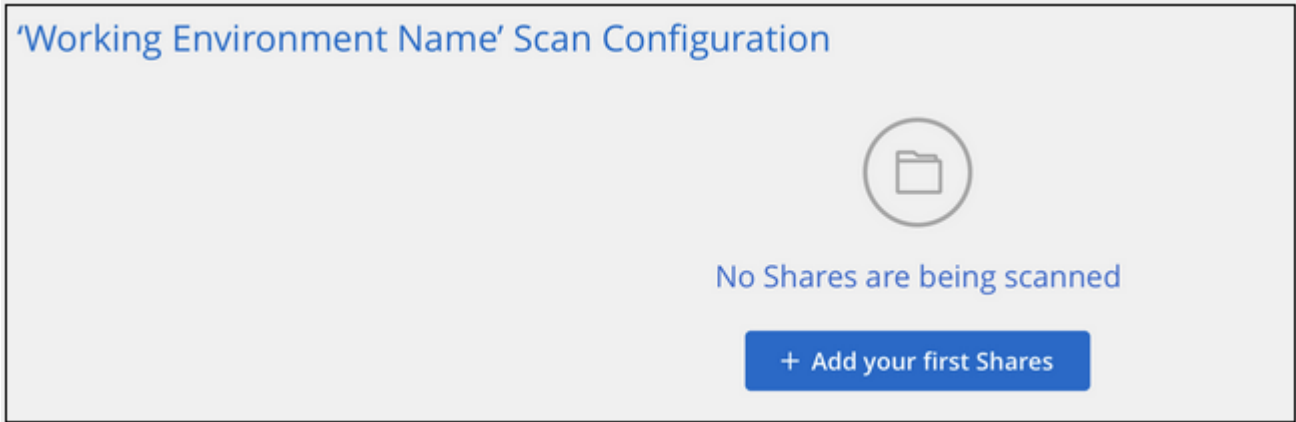 ‘Working Environment Name’ Scan Configuration
No Shares are being scanned
+ Add your first Shares